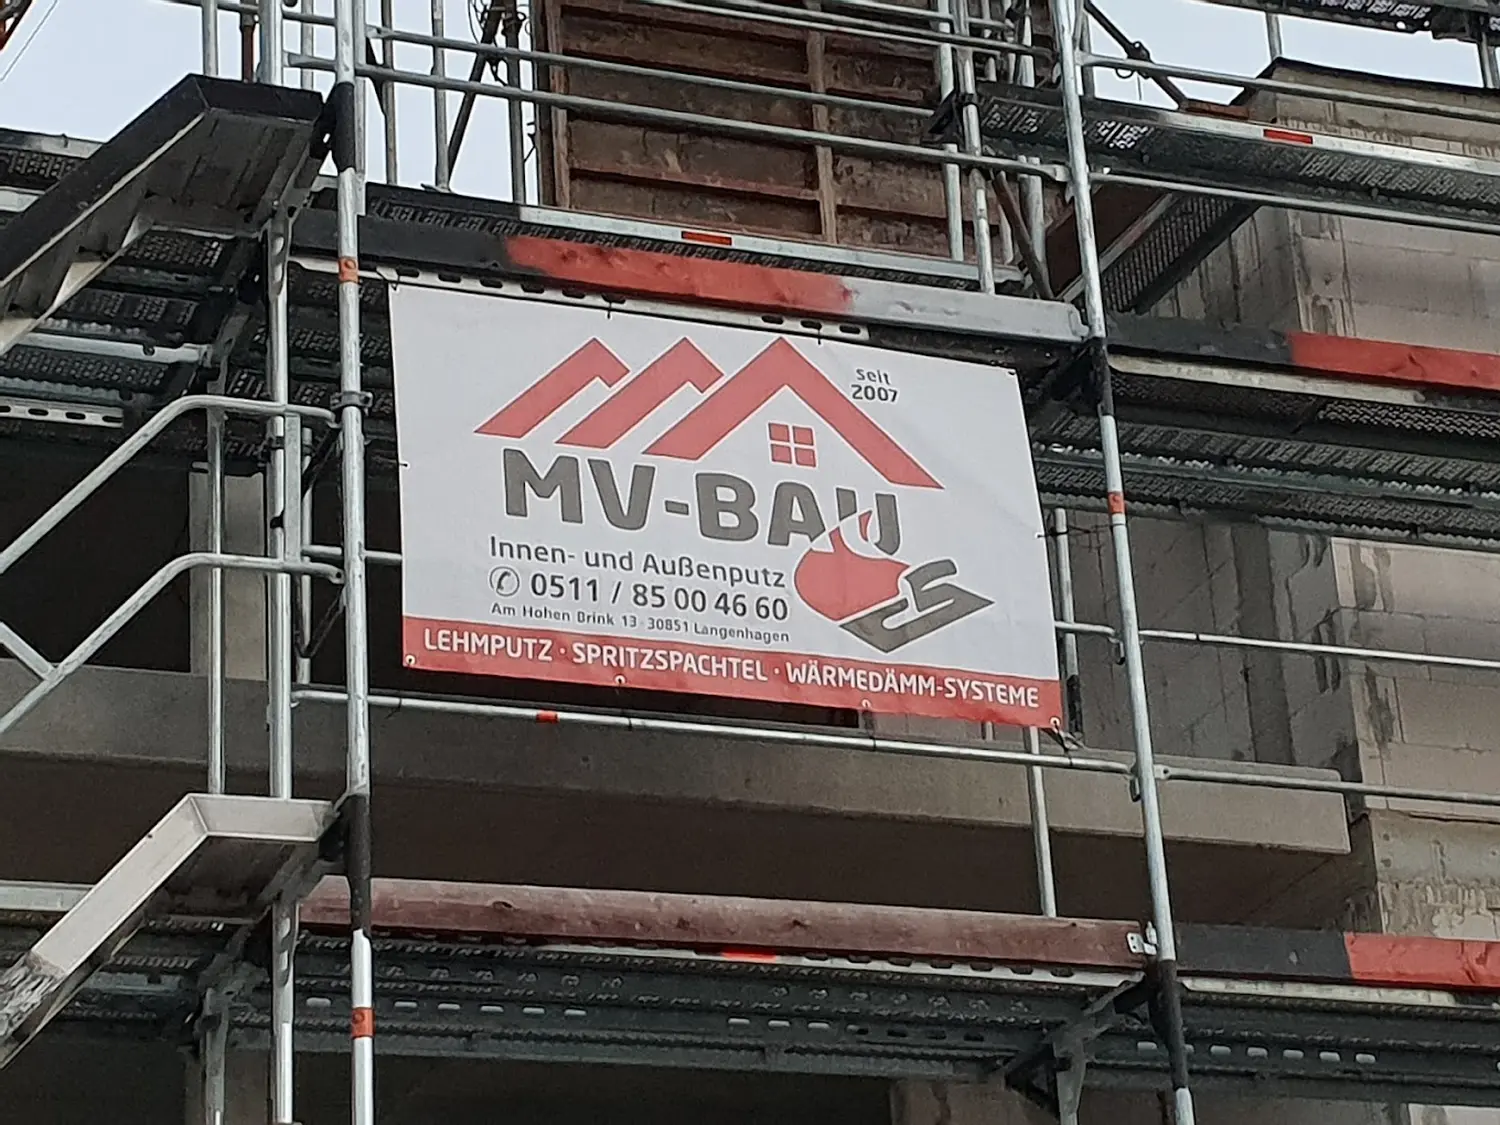 seit
2007
MV-BAU
Innen- und Außenputz
✆ 0511 / 85 00 46 60
Am Hohen Brink 13 - 30851 Langenhagen
LEHMPUTZ · SPRITZSPACHTEL · WÄRMEDÄMM-SYSTEME